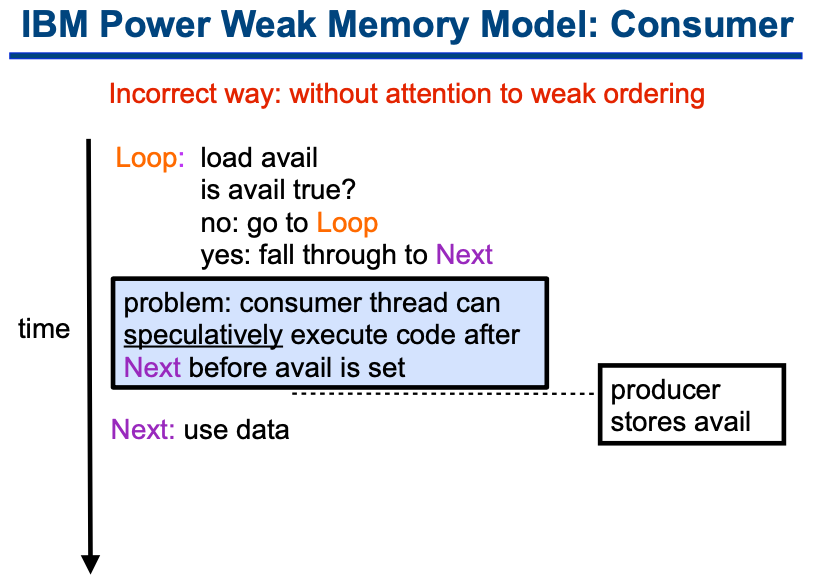 IBM Power Weak Memory Model: Consumer
Incorrect way: without attention to weak ordering
Loop: load avail
is avail true?
no: go to Loop
yes: fall through to Next
problem: consumer thread can
speculatively execute code after
Next before avail is set
time
producer
stores avail
Next: use data